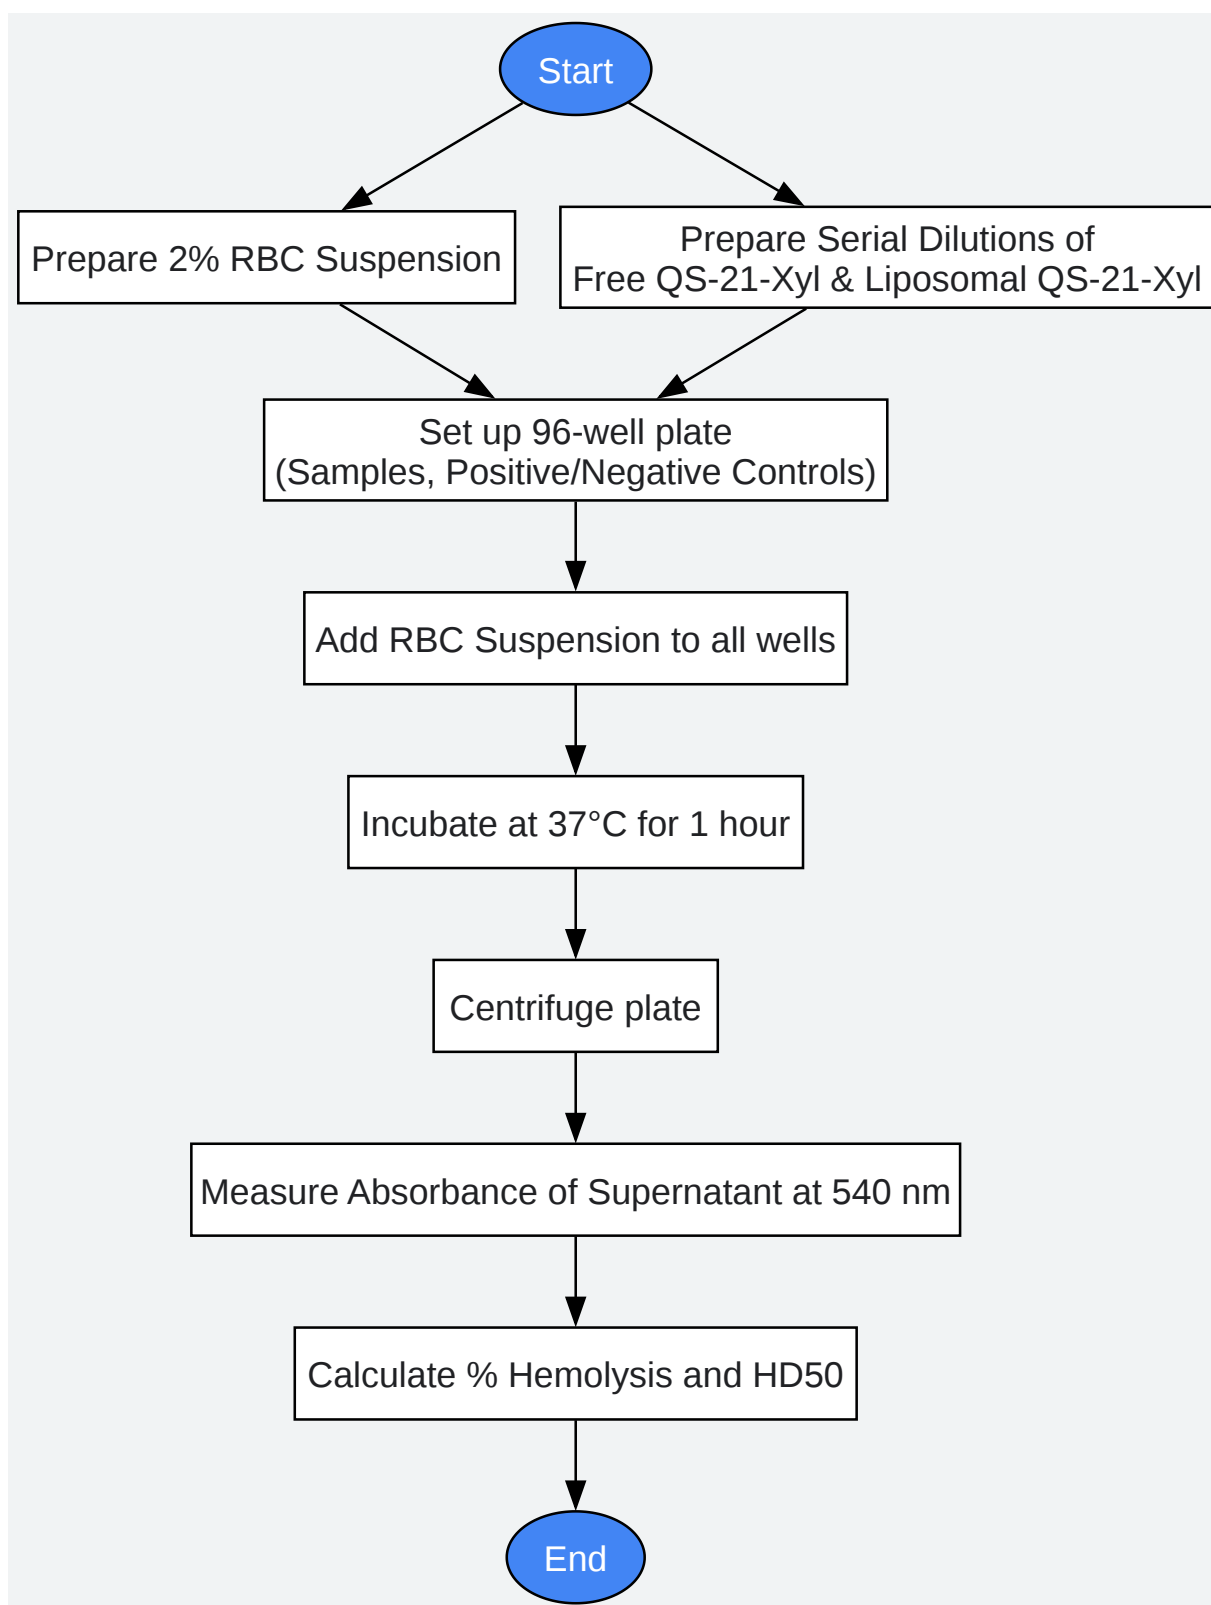 Start
Prepare 2% RBC Suspension
Prepare Serial Dilutions of
Free QS-21-Xyl & Liposomal QS-21-Xyl
Set up 96-well plate
(Samples, Positive/Negative Controls)
Add RBC Suspension to all wells
Incubate at 37°C for 1 hour
Centrifuge plate
Measure Absorbance of Supernatant at 540 nm
Calculate % Hemolysis and HD50
End